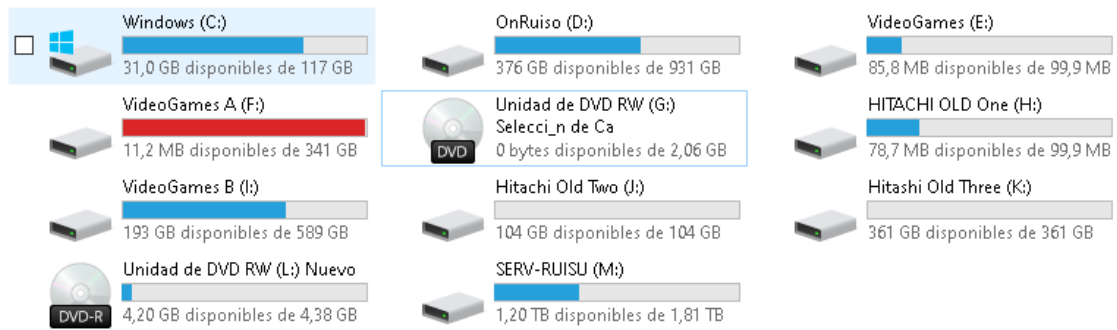 Windows (C:)
31,0 GB disponibles de 117 GB
OnRuiso (D:)
376 GB disponibles de 931 GB
VideoGames (E:)
85,8 MB disponibles de 99,9 MB
VideoGames A (F:)
11,2 MB disponibles de 341 GB
Unidad de DVD RW (G:)
Selecci_n de Ca
DVD
0 bytes disponibles de 2,06 GB
HITACHI OLD One (H:)
78,7 MB disponibles de 99,9 MB
VideoGames B (I:)
193 GB disponibles de 589 GB
Hitachi Old Two (J:)
104 GB disponibles de 104 GB
Hitashi Old Three (K:)
361 GB disponibles de 361 GB
Unidad de DVD RW (L:) Nuevo
DVD-R
4,20 GB disponibles de 4,38 GB
SERV-RUISU (M:)
1,20 TB disponibles de 1,81 TB